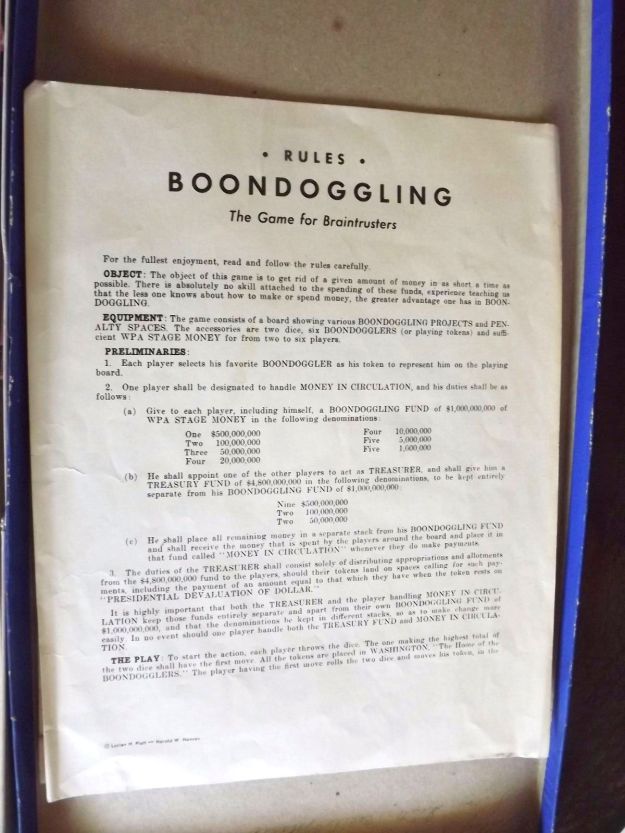 • RULES •
BOONDOGGLING
The Game for Braintrusters
For the fullest enjoyment, read and follow the rules carefully.
OBJECT: The object of this game is to get rid of a given amount of money in as short a time as
possible. There is absolutely no skill attached to the spending of these funds, experience teaching us
that the less one knows about how to make or spend money, the greater advantage one has in BOON-
DOGGLING.
EQUIPMENT: The game consists of a board showing various BOONDOGGLING PROJECTS and PEN-
ALTY SPACES. The accessories are two dice, six BOONDOGGLERS (or playing tokens) and suffi-
cient WPA STAGE MONEY for from two to six players.
PRELIMINARIES:
1. Each player selects his favorite BOONDOGGLER as his token to represent him on the playing
board.
2. One player shall be designated to handle MONEY IN CIRCULATION, and his duties shall be as
follows:
(a) Give to each player, including himself, a BOONDOGGLING FUND of $1,000,000,000 of
WPA STAGE MONEY in the following denominations:
One $500,000,000 Four 10,000,000
Two 100,000,000 Five 5,000,000
Three 50,000,000 Five 1,000,000
Four 20,000,000
(b) He shall appoint one of the other players to act as TREASURER, and shall give him a
TREASURY FUND of $4,800,000,000 in the following denominations, to be kept entirely
separate from his BOONDOGGLING FUND of $1,000,000,000:
Nine $500,000,000
Two 100,000,000
Two 50,000,000
(c) He shall place all remaining money in a separate stack from his BOONDOGGLING FUND
and shall receive the money that is spent by the players around the board and place it in
that fund called "MONEY IN CIRCULATION" whenever they do make payments.
3. The duties of the TREASURER shall consist solely of distributing appropriations and allotments
from the $4,800,000,000 fund to the players, should their tokens land on spaces calling for such pay-
ments, including the payment of an amount equal to that which they have when the token rests on
"PRESIDENTIAL DEVALUATION OF DOLLAR."
It is highly important that both the TREASURER and the player handling MONEY IN CIRCU-
LATION keep those funds entirely separate and apart from their own BOONDOGGLING FUND of
$1,000,000,000, and that the denominations be kept in different stacks, so as to make change more
easily. In no event should one player handle both the TREASURY FUND and MONEY IN CIRCULA-
TION.
THE PLAY: To start the action, each player throws the dice. The one making the highest total of
the two dice shall have the first move. All the tokens are placed in WASHINGTON, "The Home of the
BOONDOGGLERS." The player having the first move rolls the two dice and moves his token, in the
© H. Harold W.